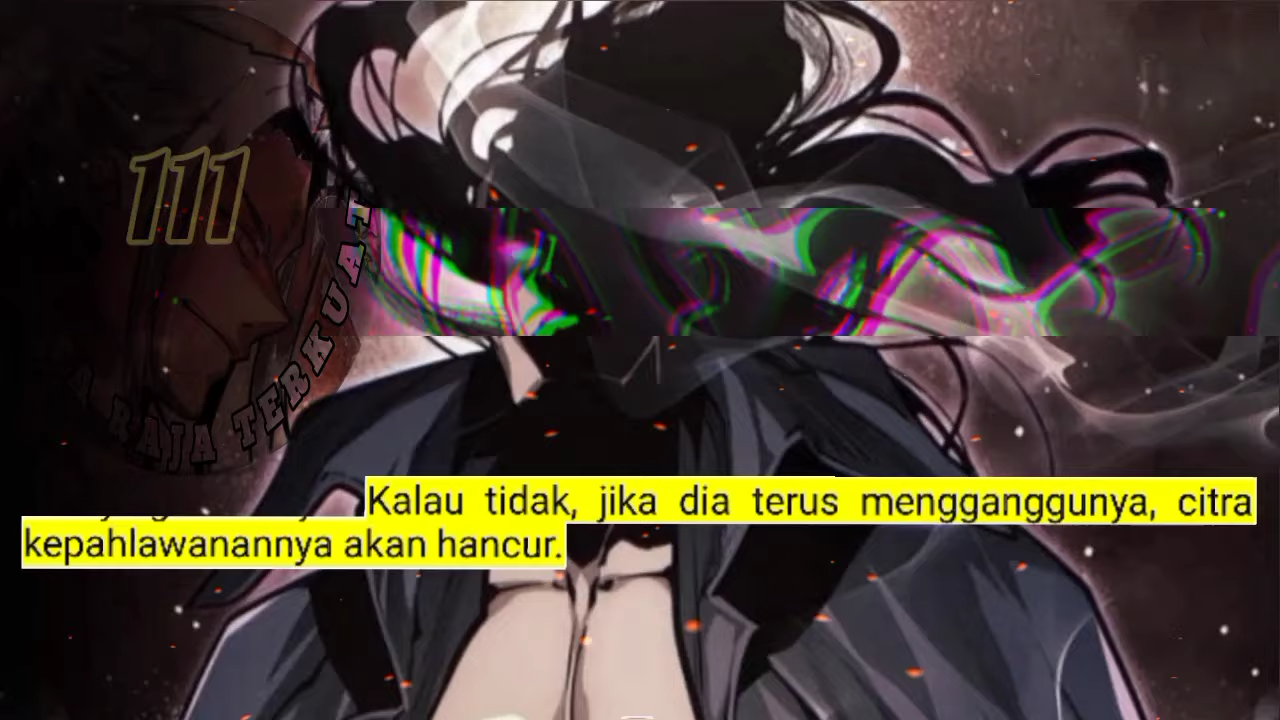 111
A RAJA TERKUAT
Kalau tidak, jika dia terus mengganggunya, citra
kepahlawanannya akan hancur.